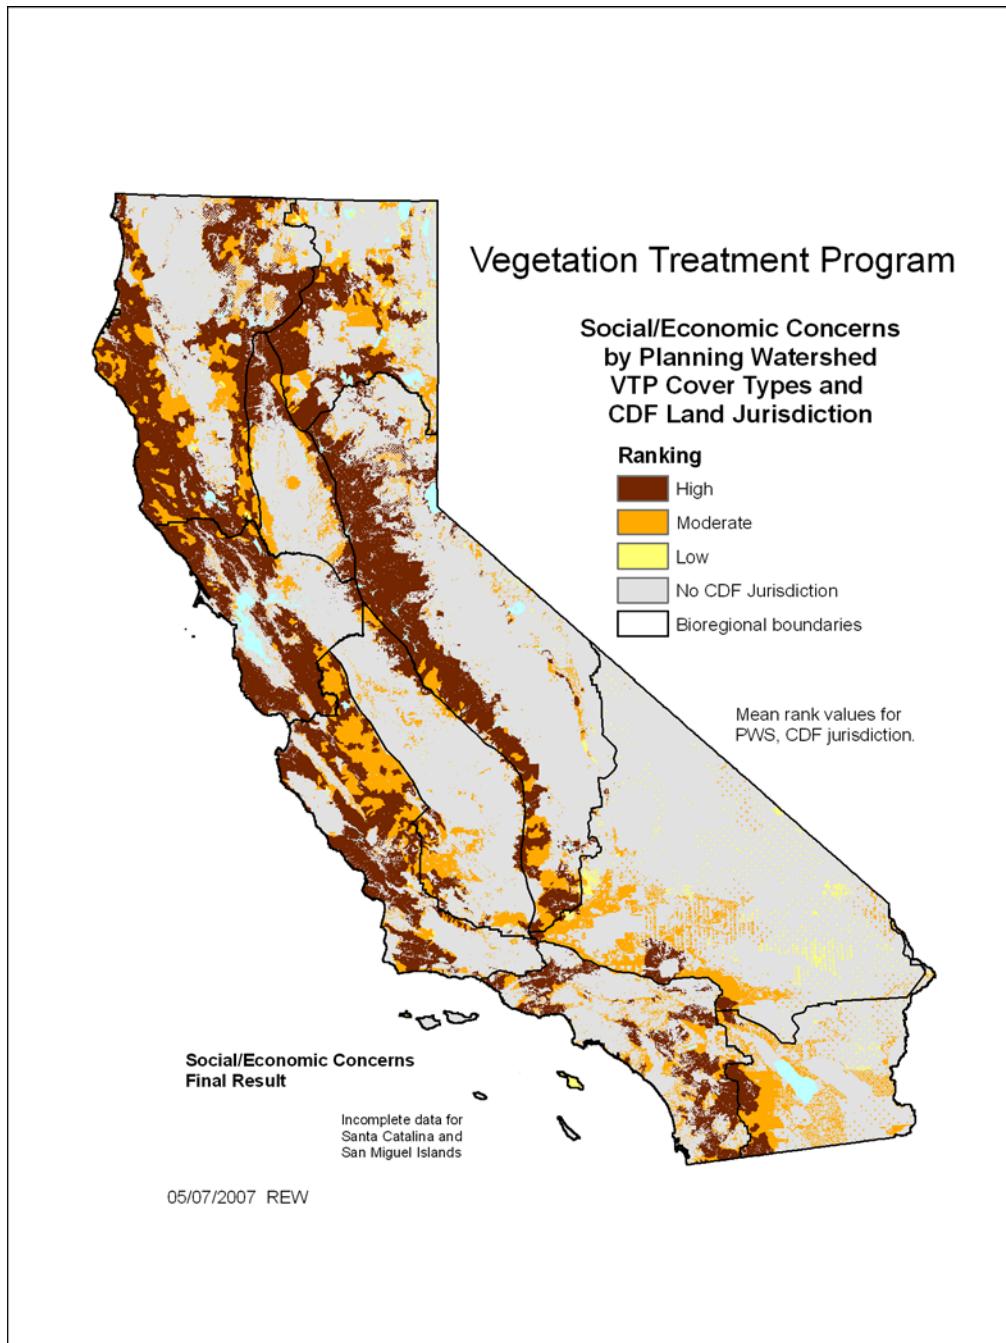 Vegetation Treatment Program
Social/Economic Concerns
by Planning Watershed
VTP Cover Types and
CDF Land Jurisdiction
Ranking
High
Moderate
Low
No CDF Jurisdiction
Bioregional boundaries
Mean rank values for
PWS, CDF jurisdiction.
Social/Economic Concerns
Final Result
Incomplete data for
Santa Catalina and
San Miguel Islands
05/07/2007 REW